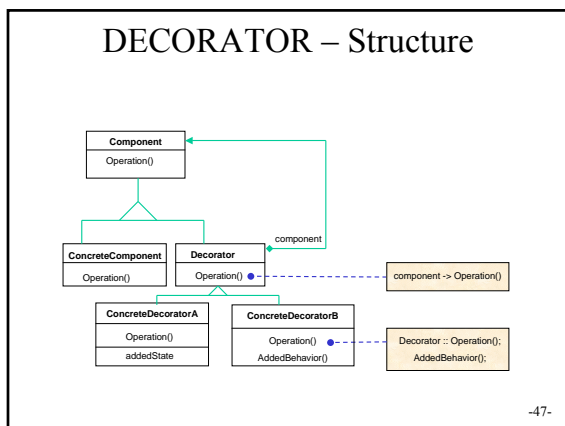 DECORATOR – Structure
Component
Operation()
component
ConcreteComponent
Operation()
Decorator
Operation()
component -> Operation()
ConcreteDecoratorA
Operation()
addedState
ConcreteDecoratorB
Operation()
AddedBehavior()
Decorator :: Operation();
AddedBehavior();
-47-